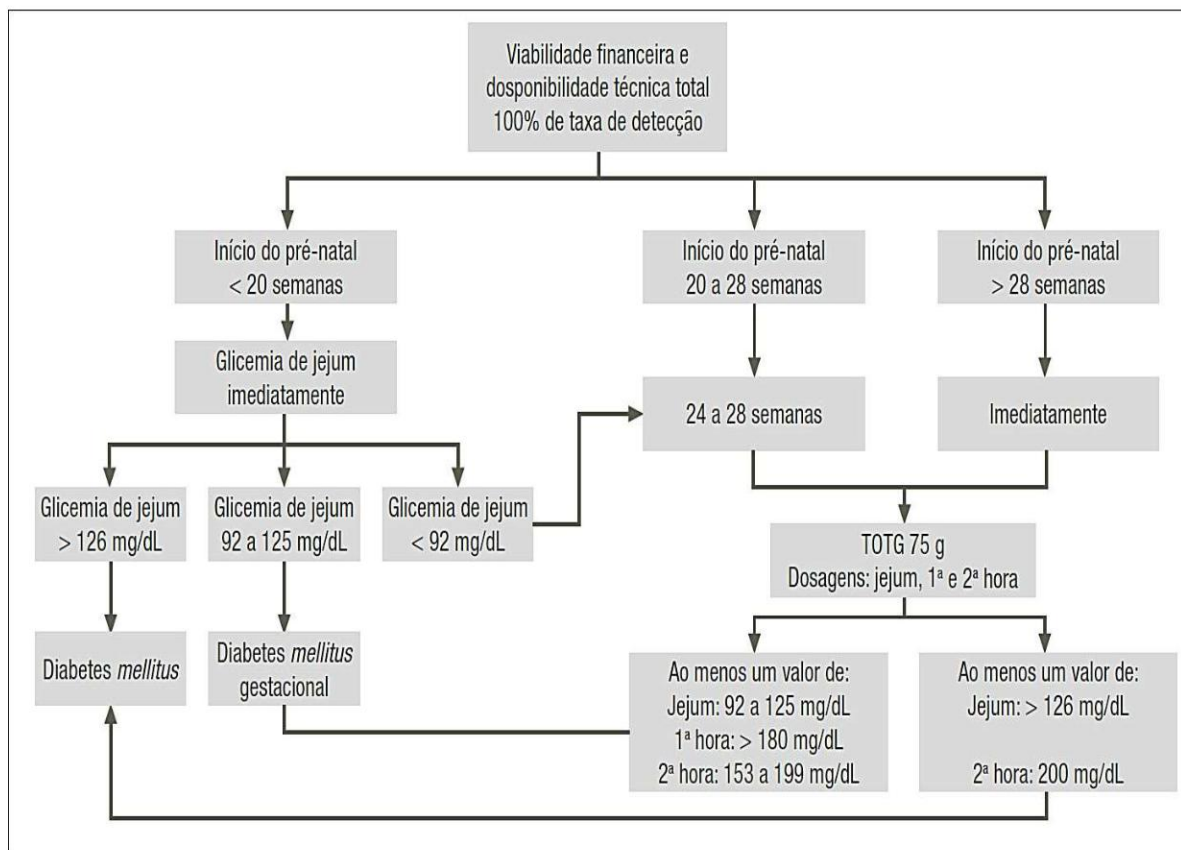 Viabilidade financeira e
dosponibilidade técnica total
100% de taxa de detecção
Início do pré-natal
< 20 semanas
Início do pré-natal
20 a 28 semanas
Início do pré-natal
> 28 semanas
Glicemia de jejum
imediatamente
24 a 28 semanas
Imediatamente
Glicemia de jejum
> 126 mg/dL
Glicemia de jejum
92 a 125 mg/dL
Glicemia de jejum
< 92 mg/dL
TOTG 75 g
Dosagens: jejum, 1ª e 2ª hora
Diabetes mellitus
Diabetes mellitus
gestacional
Ao menos um valor de:
Jejum: 92 a 125 mg/dL
1ª hora: > 180 mg/dL
2ª hora: 153 a 199 mg/dL
Ao menos um valor de:
Jejum: > 126 mg/dL
2ª hora: 200 mg/dL